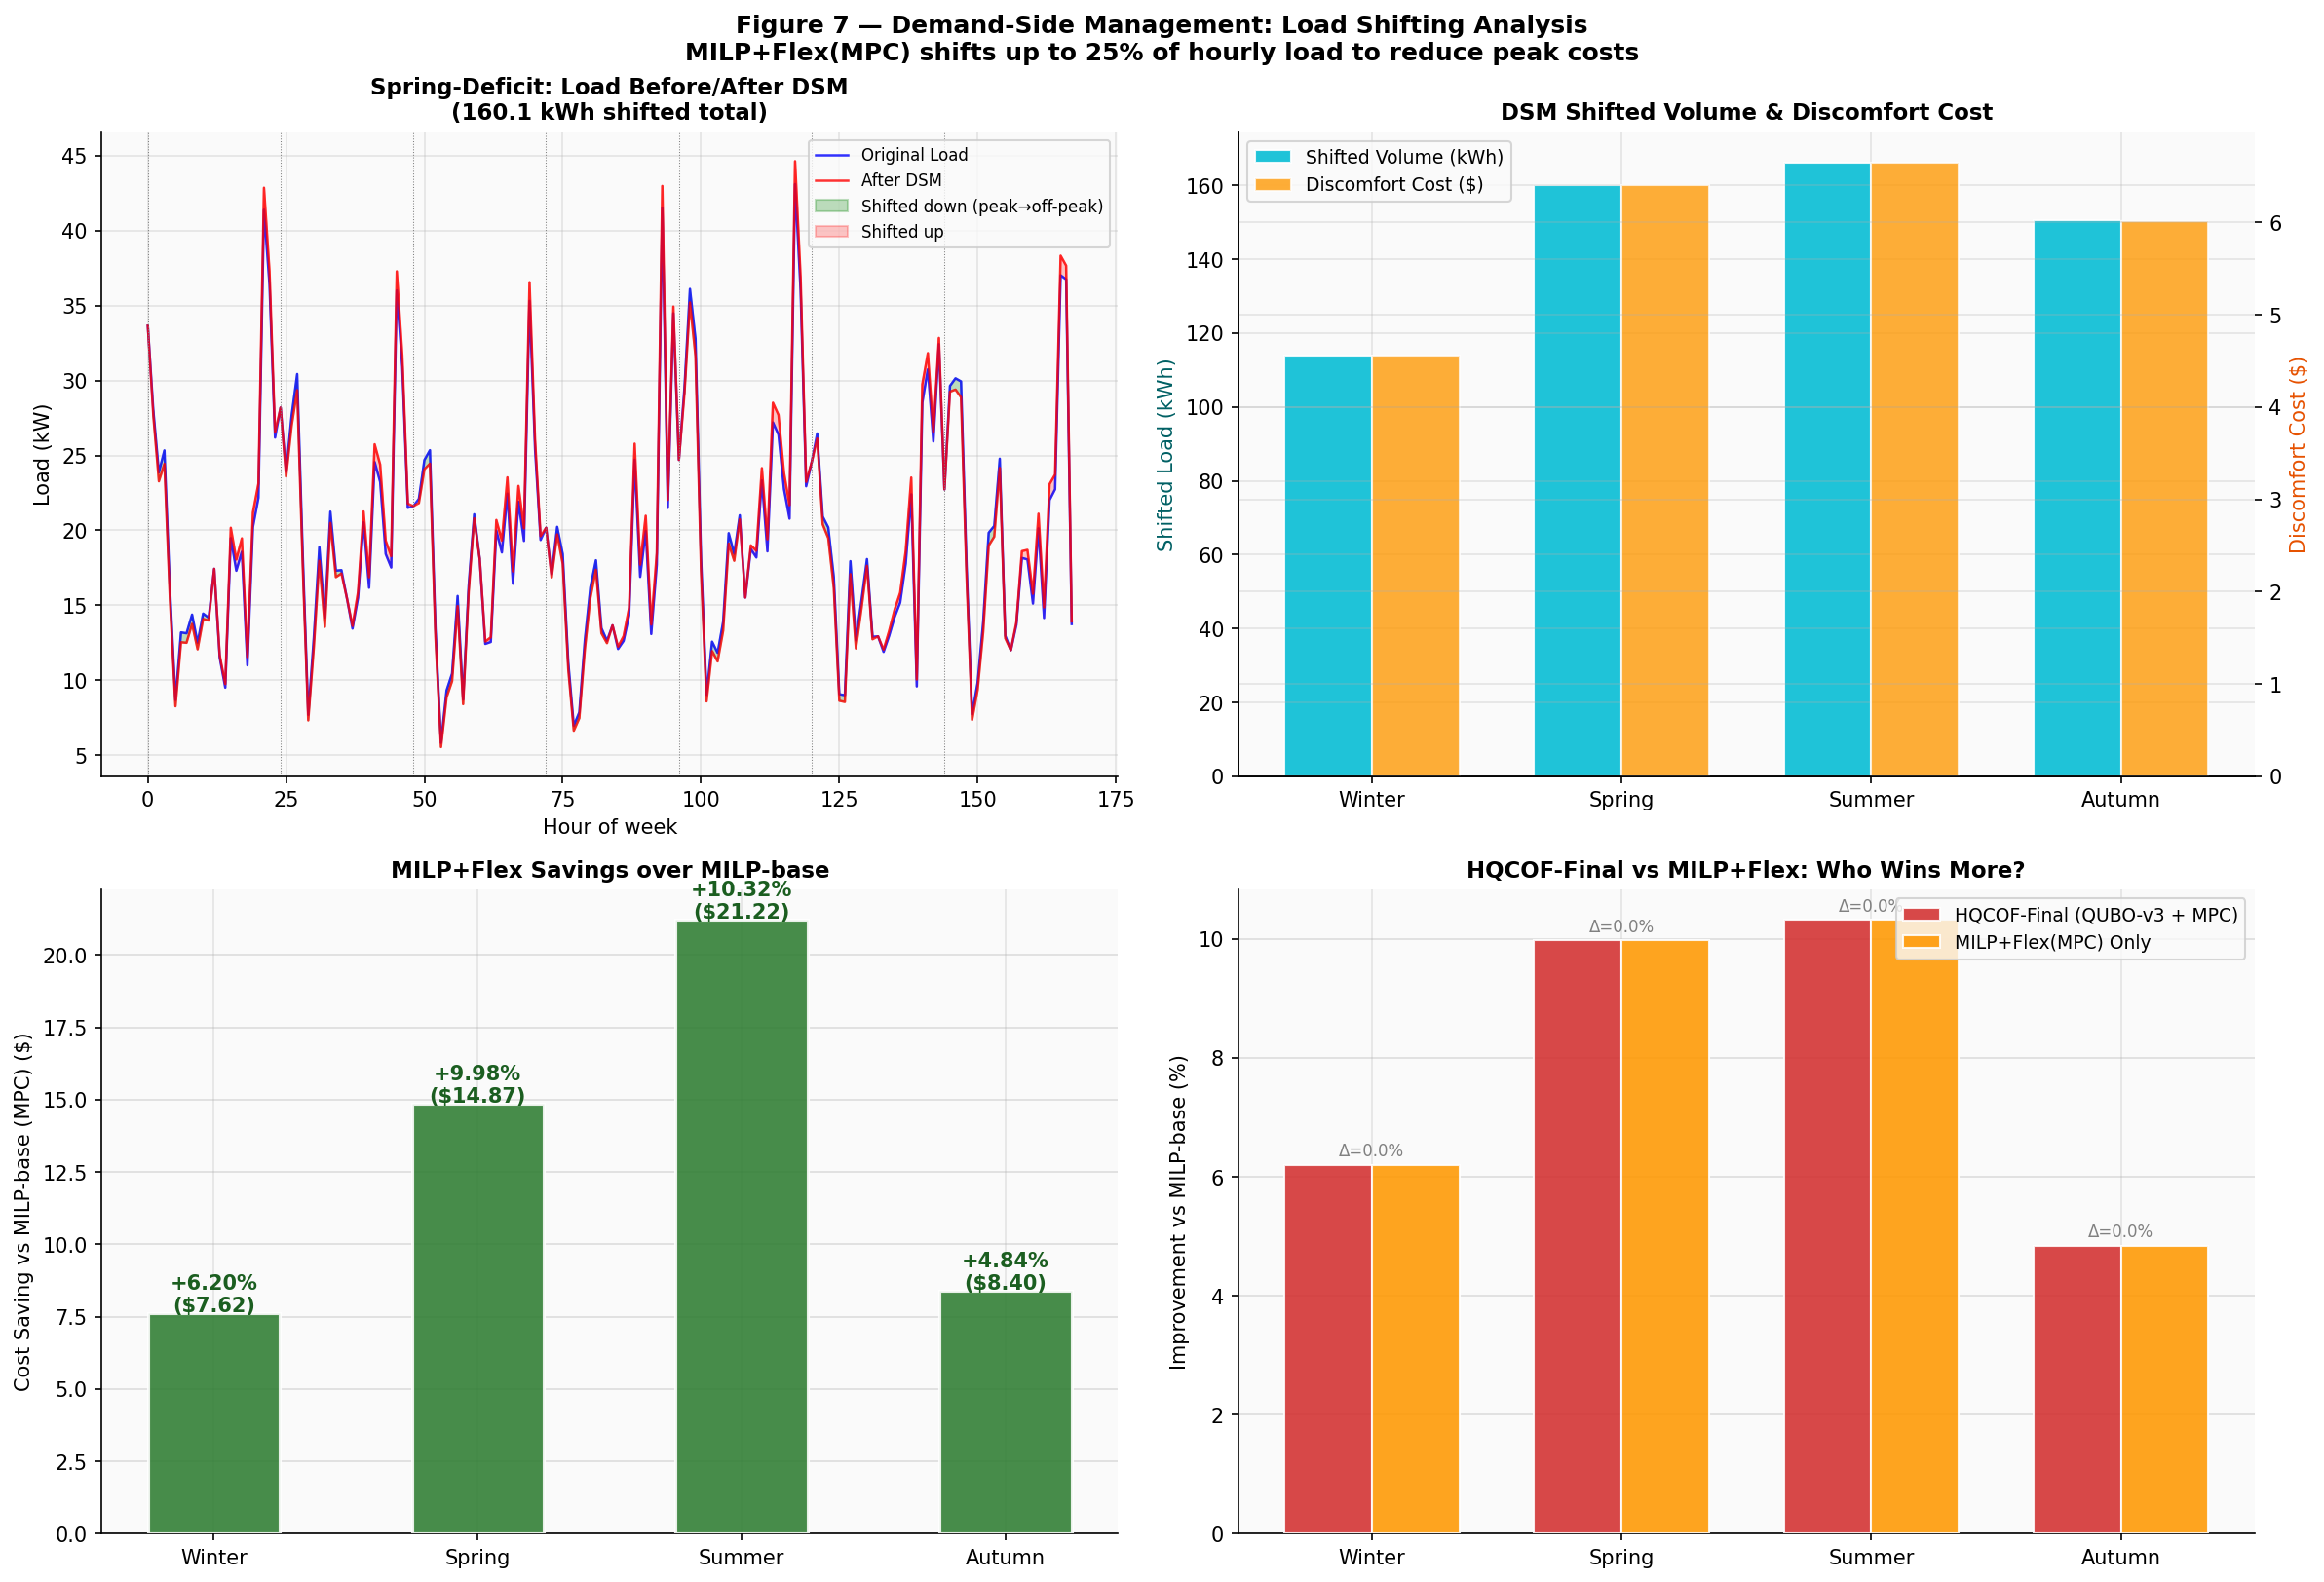 Figure 7 — Demand-Side Management: Load Shifting Analysis
MILP+Flex(MPC) shifts up to 25% of hourly load to reduce peak costs
Spring-Deficit: Load Before/After DSM
(160.1 kWh shifted total)
Original Load
After DSM
Shifted down (peak→off-peak)
Shifted up
Load (kW)
45
40
35
30
25
20
15
10
5
0 25 50 75 100 125 150 175
Hour of week
DSM Shifted Volume & Discomfort Cost
Shifted Volume (kWh)
Discomfort Cost ($)
Shifted Load (kWh)
160
140
120
100
80
60
40
20
0
6
5
4
3
2
1
0
Discomfort Cost ($)
Winter Spring Summer Autumn
MILP+Flex Savings over MILP-base
Cost Saving vs MILP-base (MPC) ($)
20.0
17.5
15.0
12.5
10.0
7.5
5.0
2.5
0.0
+6.20%
($7.62)
+9.98%
($14.87)
+10.32%
($21.22)
+4.84%
($8.40)
Winter Spring Summer Autumn
HQCOF-Final vs MILP+Flex: Who Wins More?
HQCOF-Final (QUBO-v3 + MPC)
MILP+Flex(MPC) Only
Improvement vs MILP-base (%)
10
8
6
4
2
0
Δ=0.0%
Δ=0.0%
Δ=0.0%
Δ=0.0%
Winter Spring Summer Autumn